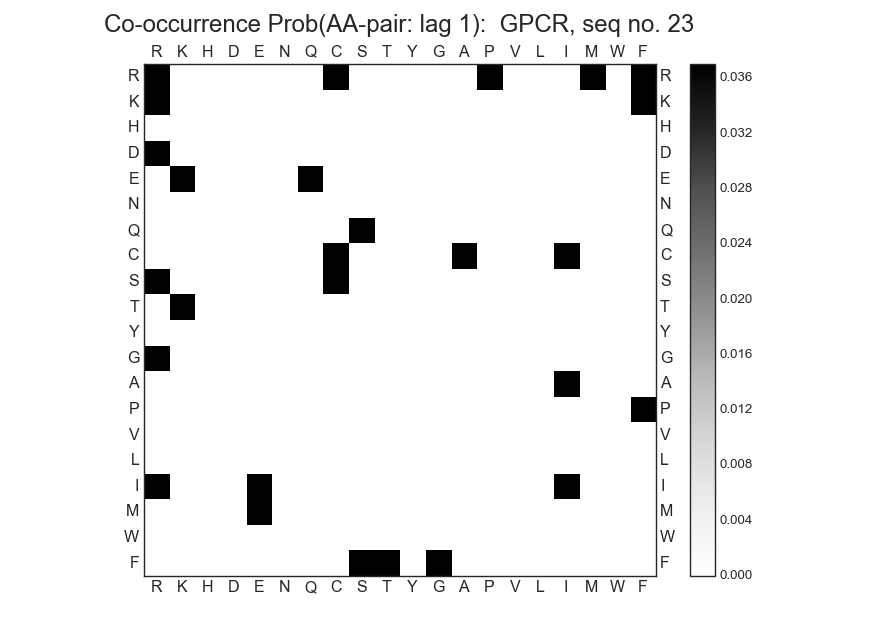 Co-occurrence Prob(AA-pair: lag 1):  GPCR, seq no. 23
R K H D E N Q C S T Y G A P V L I M W F
R R 0.036
K K
H H 0.032
D D
E E 0.028
N N
Q Q 0.024
C C
S S 0.020
T T
Y Y
G G 0.016
A A
P P 0.012
V V
L L 0.008
I I
M M 0.004
W W
F F 0.000
R K H D E N Q C S T Y G A P V L I M W F